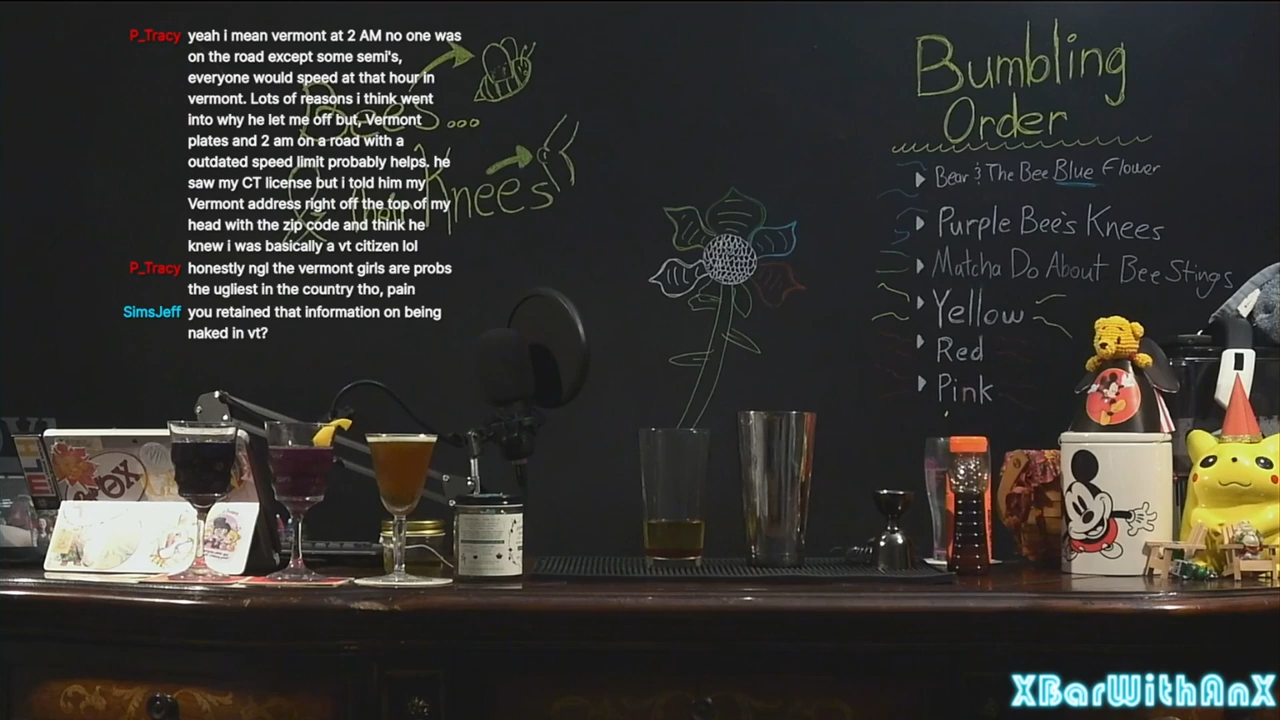 P_Tracy yeah i mean vermont at 2 AM no one was
on the road except some semi's,
everyone would speed at that hour in
vermont. Lots of reasons i think went
into why he let me off but, Vermont
plates and 2 am on a road with a
outdated speed limit probably helps. he
saw my CT license but i told him my
Vermont address right off the top of my
head with the zip code and think he
knew i was basically a vt citizen lol
P_Tracy honestly ngl the vermont girls are probs
the ugliest in the country tho, pain
SimsJeff you retained that information on being
naked in vt?
Bees...
& their Knees
Bumbling
Order
Bear & The Bee Blue Flower
Purple Bee's Knees
Matcha Do About Bee Stings
Yellow
Red
Pink
XBarWithAnX